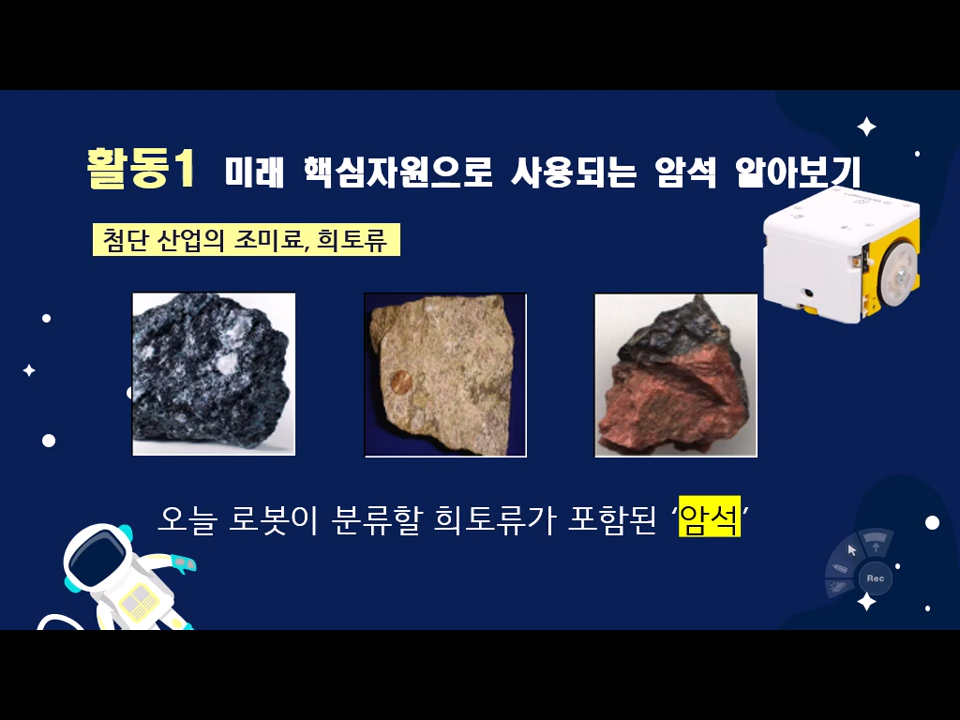 활동1 미래 핵심자원으로 사용되는 암석 알아보기
첨단 산업의 조미료, 희토류
오늘 로봇이 분류할 희토류가 포함된 ‘암석’
Rec